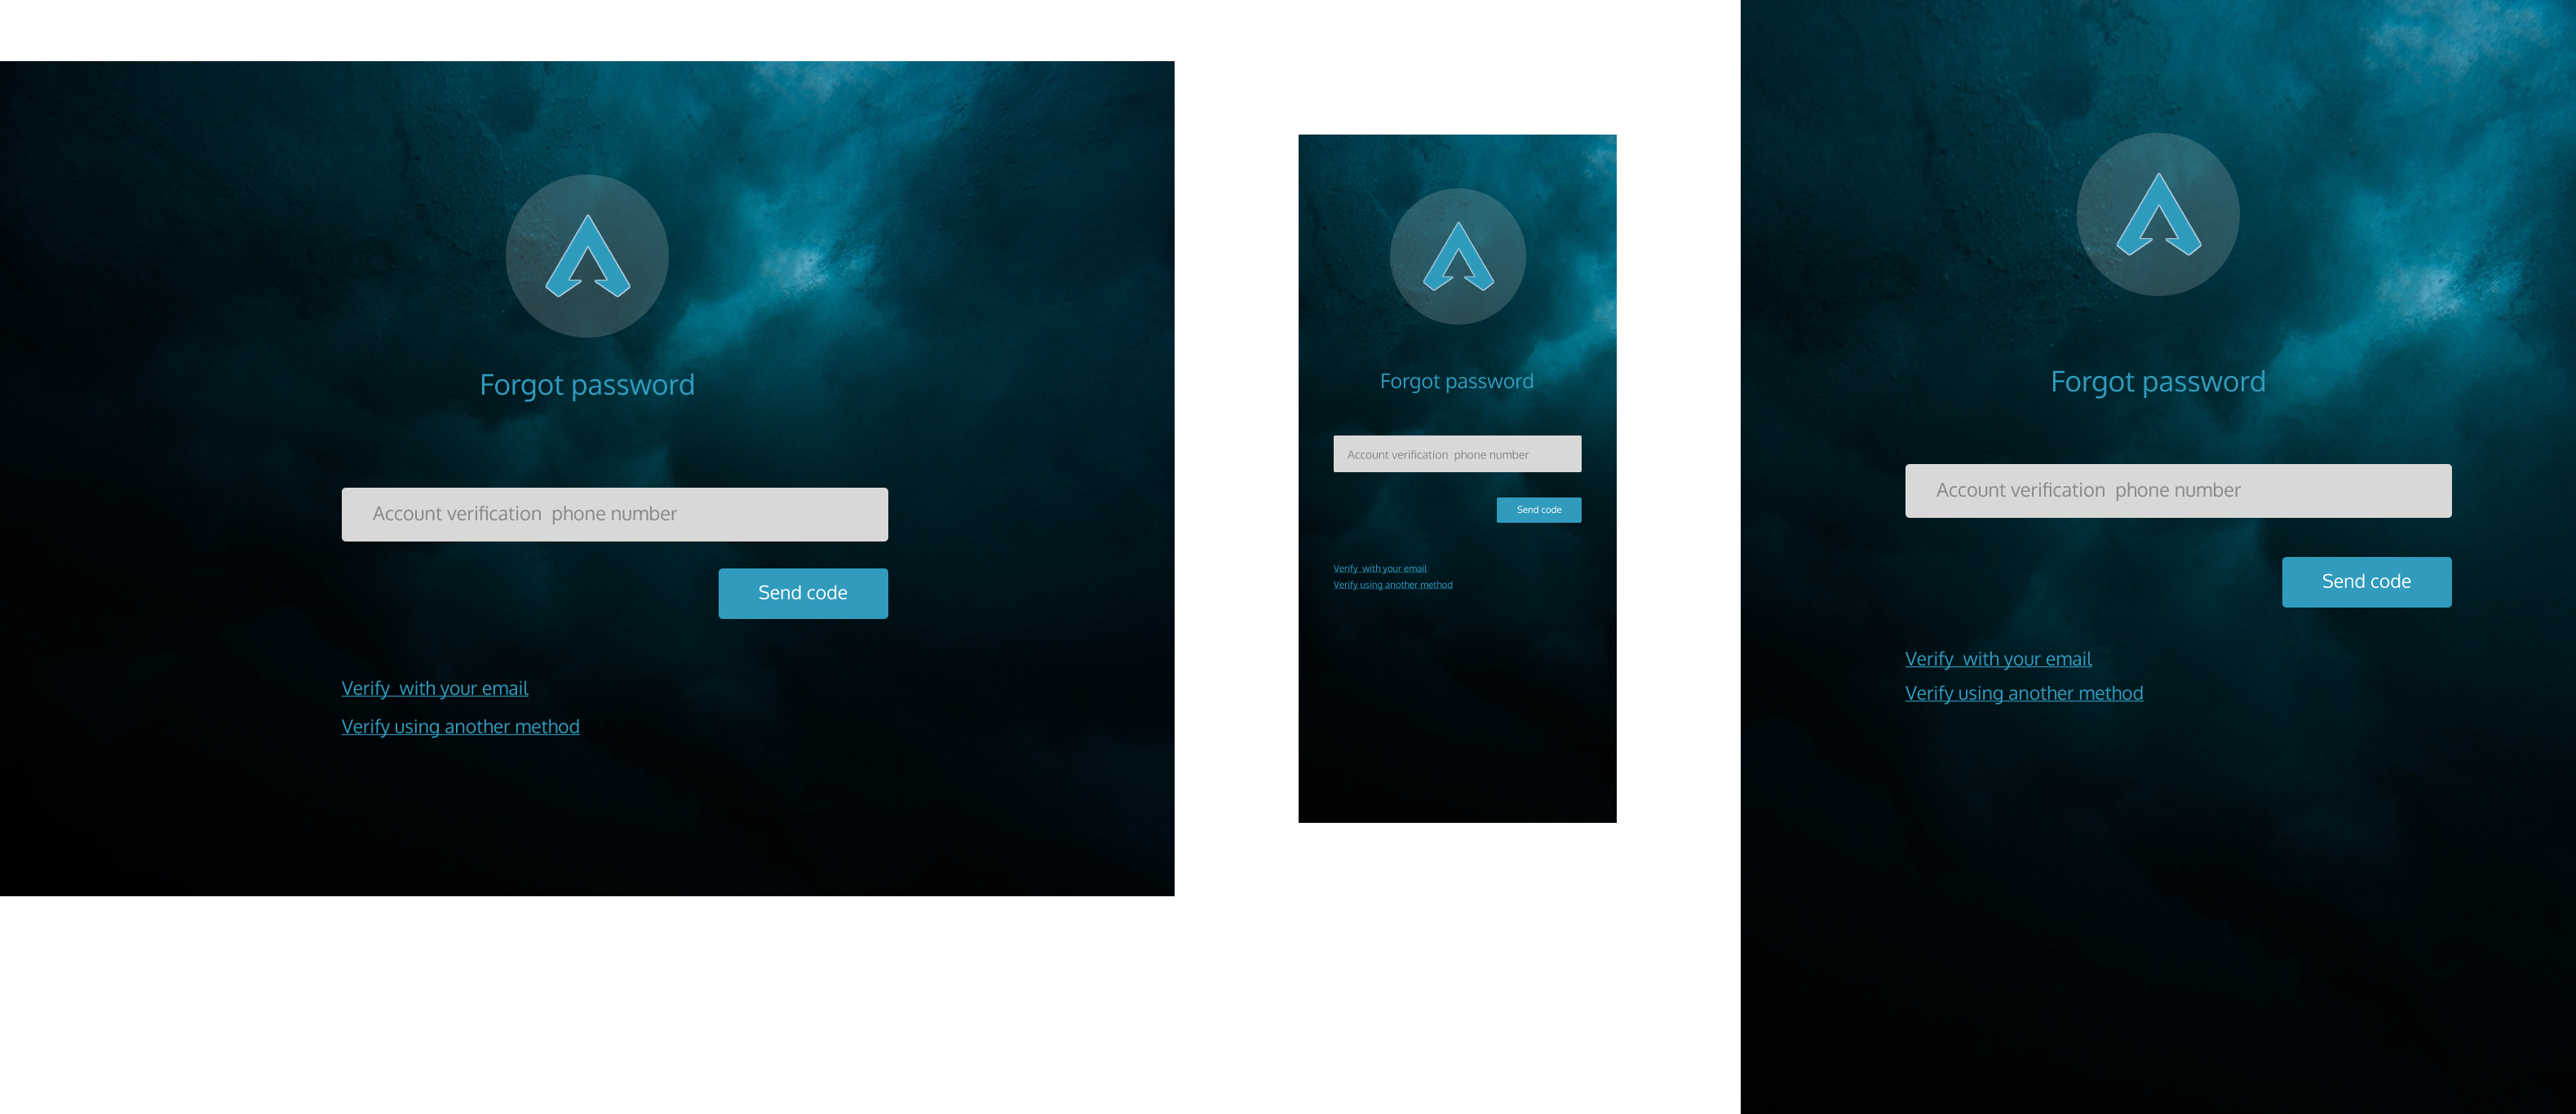 Forgot password
Account verification  phone number
Send code
Verify  with your email
Verify using another method
Forgot password
Account verification  phone number
Send code
Verify  with your email
Verify using another method
Forgot password
Account verification  phone number
Send code
Verify  with your email
Verify using another method